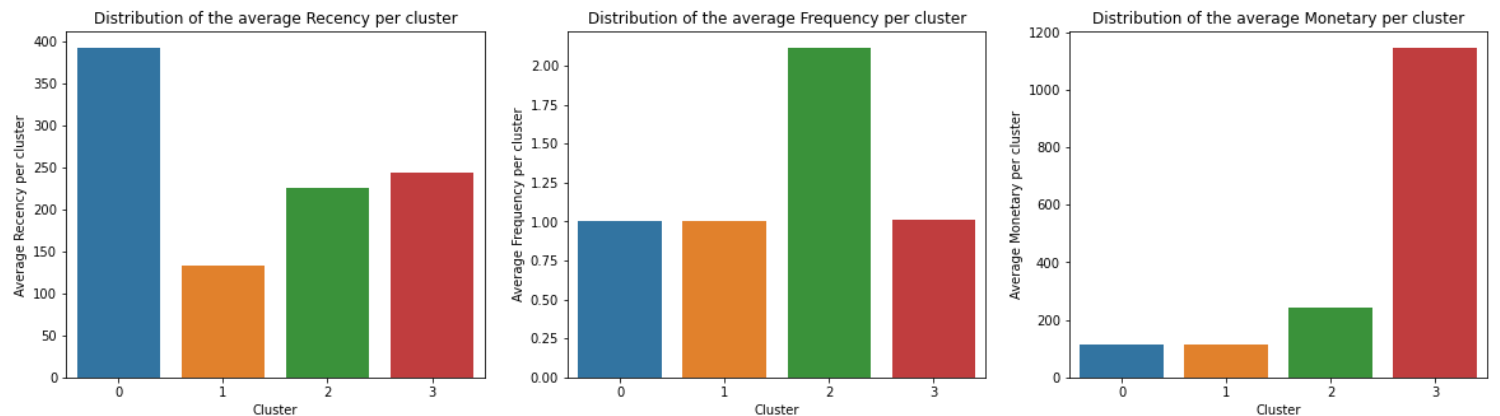 Distribution of the average Recency per cluster
Average Recency per cluster
400
350
300
250
200
150
100
50
0
0 1 2 3
Cluster
Distribution of the average Frequency per cluster
Average Frequency per cluster
2.00
1.75
1.50
1.25
1.00
0.75
0.50
0.25
0.00
0 1 2 3
Cluster
Distribution of the average Monetary per cluster
Average Monetary per cluster
1200
1000
800
600
400
200
0
0 1 2 3
Cluster